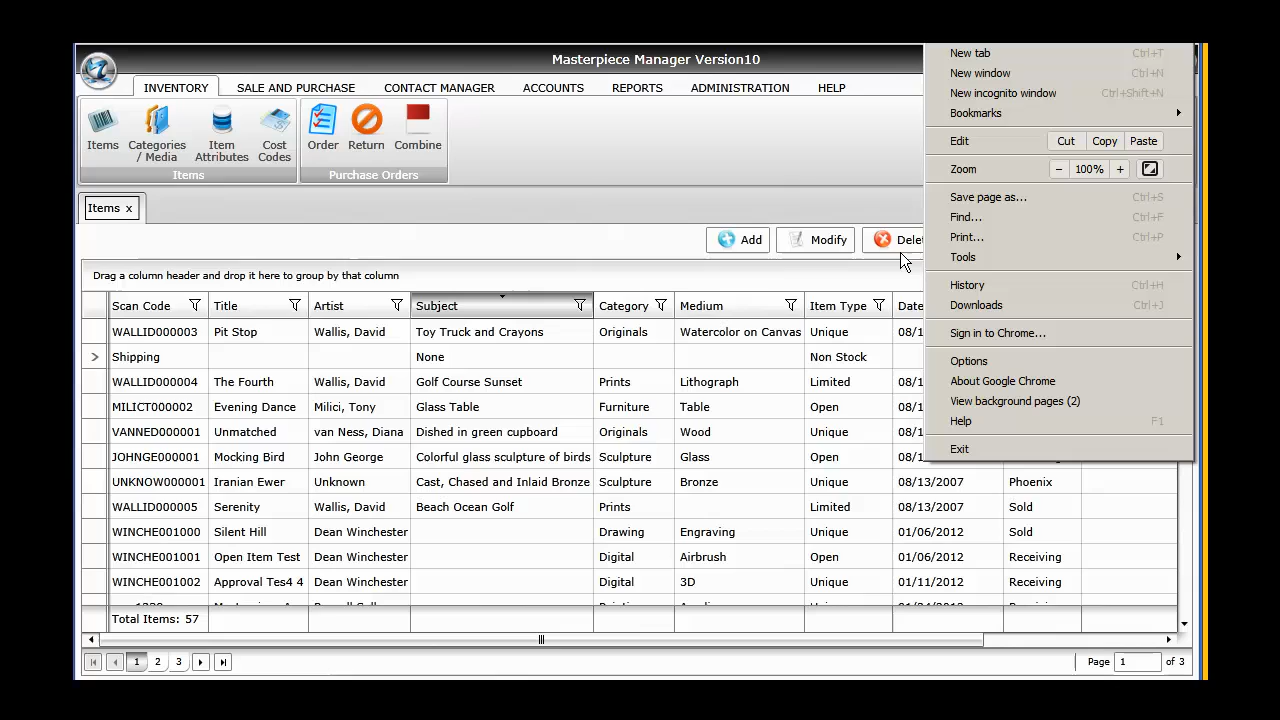 Masterpiece Manager Version10
INVENTORY SALE AND PURCHASE CONTACT MANAGER ACCOUNTS REPORTS ADMINISTRATION HELP
Items Categories / Media Item Attributes Cost Codes Order Return Combine
Items Purchase Orders
Items x
Add Modify Delet
Drag a column header and drop it here to group by that column
Scan Code Title Artist Subject Category Medium Item Type Date
WALLID000003 Pit Stop Wallis, David Toy Truck and Crayons Originals Watercolor on Canvas Unique 08/1
Shipping None Non Stock
WALLID000004 The Fourth Wallis, David Golf Course Sunset Prints Lithograph Limited 08/1
MILICT000002 Evening Dance Milici, Tony Glass Table Furniture Table Open 08/1
VANNED000001 Unmatched van Ness, Diana Dished in green cupboard Originals Wood Unique 08/1
JOHNGE000001 Mocking Bird John George Colorful glass sculpture of birds Sculpture Glass Open 08/1
UNKNOW000001 Iranian Ewer Unknown Cast, Chased and Inlaid Bronze Sculpture Bronze Unique 08/13/2007 Phoenix
WALLID000005 Serenity Wallis, David Beach Ocean Golf Prints Limited 08/13/2007 Sold
WINCHE001000 Silent Hill Dean Winchester Drawing Engraving Unique 01/06/2012 Sold
WINCHE001001 Open Item Test Dean Winchester Digital Airbrush Open 01/06/2012 Receiving
WINCHE001002 Approval Tes4 4 Dean Winchester Digital 3D Unique 01/11/2012 Receiving
Total Items: 57
1 2 3 Page 1 of 3
New tab Ctrl+T
New window Ctrl+N
New incognito window Ctrl+Shift+N
Bookmarks
Edit Cut Copy Paste
Zoom − 100% +
Save page as... Ctrl+S
Find... Ctrl+F
Print... Ctrl+P
Tools
History Ctrl+H
Downloads Ctrl+J
Sign in to Chrome...
Options
About Google Chrome
View background pages (2)
Help F1
Exit